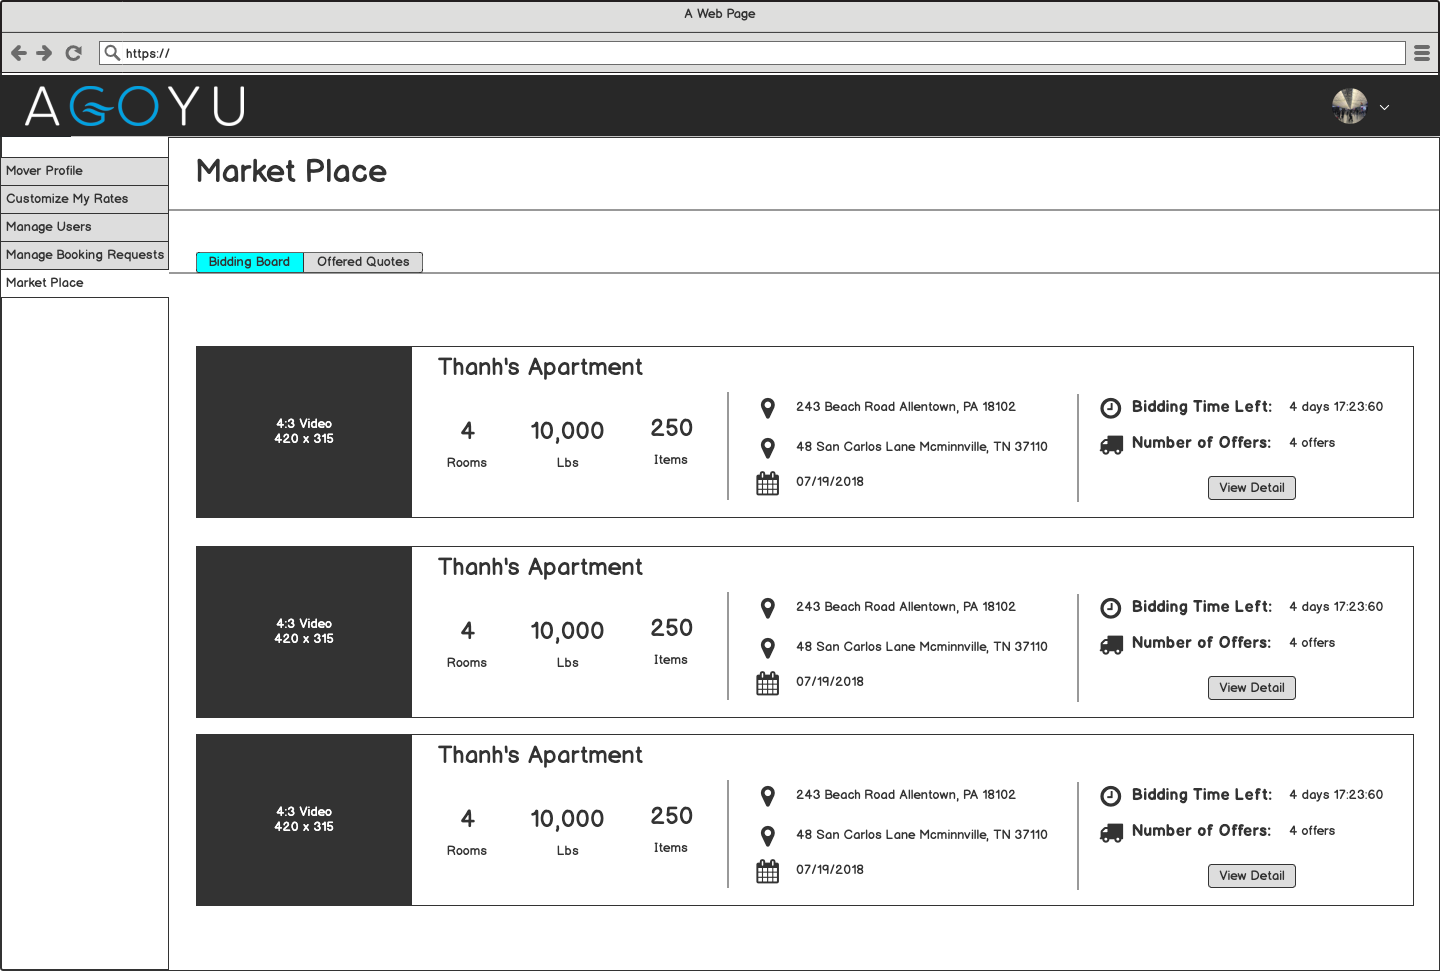 A Web Page
https://
AGOYU
Mover Profile
Customize My Rates
Manage Users
Manage Booking Requests
Market Place
Market Place
Bidding Board
Offered Quotes
4:3 Video
420 x 315
Thanh's Apartment
4
Rooms
10,000
Lbs
250
Items
243 Beach Road Allentown, PA 18102
48 San Carlos Lane Mcminnville, TN 37110
07/19/2018
Bidding Time Left: 4 days 17:23:60
Number of Offers: 4 offers
View Detail
4:3 Video
420 x 315
Thanh's Apartment
4
Rooms
10,000
Lbs
250
Items
243 Beach Road Allentown, PA 18102
48 San Carlos Lane Mcminnville, TN 37110
07/19/2018
Bidding Time Left: 4 days 17:23:60
Number of Offers: 4 offers
View Detail
4:3 Video
420 x 315
Thanh's Apartment
4
Rooms
10,000
Lbs
250
Items
243 Beach Road Allentown, PA 18102
48 San Carlos Lane Mcminnville, TN 37110
07/19/2018
Bidding Time Left: 4 days 17:23:60
Number of Offers: 4 offers
View Detail